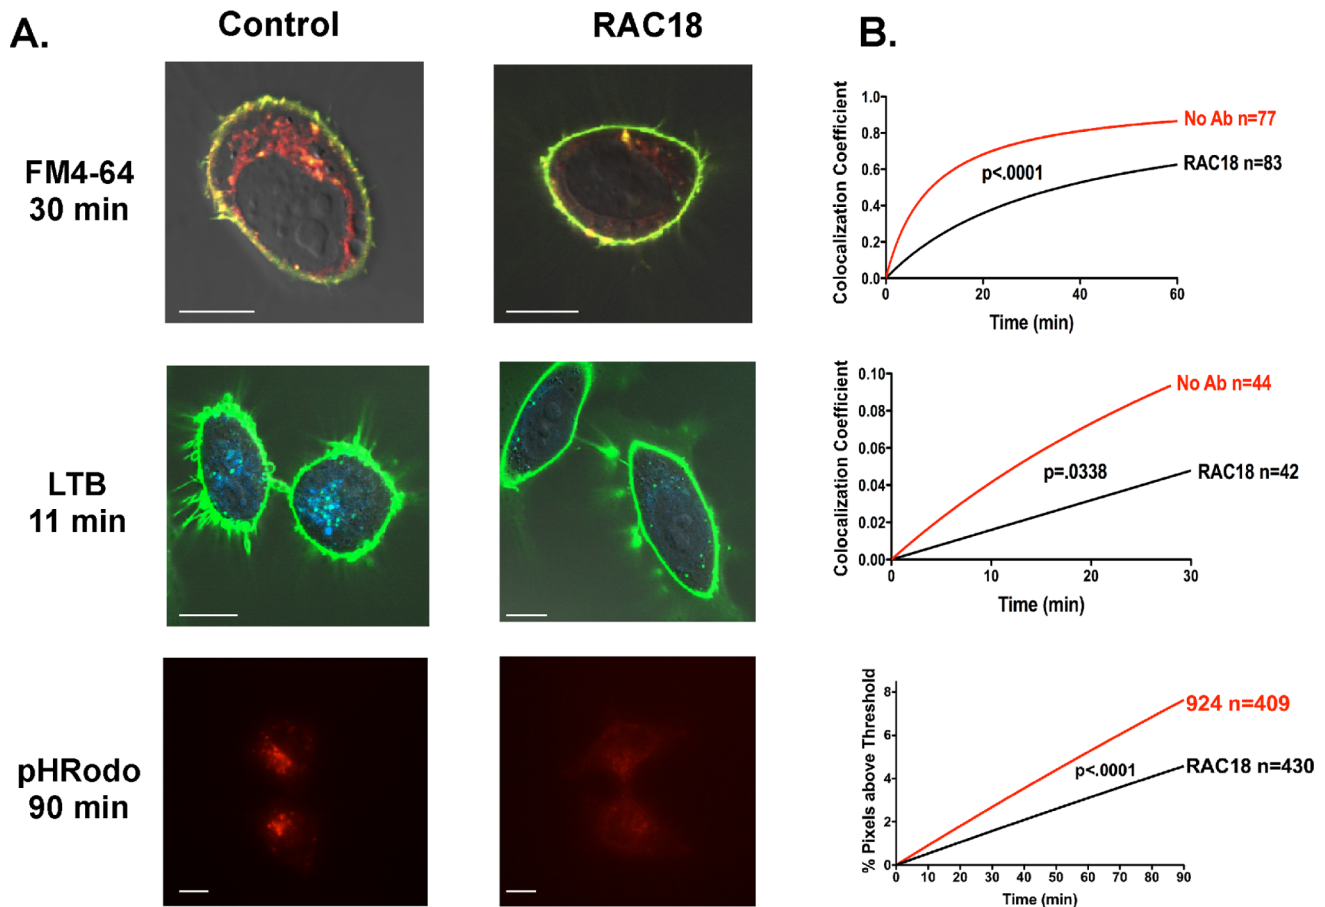 A.
Control
RAC18
B.
FM4-64
30 min
Colocalization Coefficient
1.0
0.8
0.6
0.4
0.2
0.0
0
20
40
60
Time (min)
No Ab n=77
RAC18 n=83
p<.0001
LTB
11 min
Colocalization Coefficient
0.10
0.08
0.06
0.04
0.02
0.00
0
10
20
30
Time (min)
No Ab n=44
RAC18 n=42
p=.0338
pHRodo
90 min
% Pixels above Threshold
8
6
4
2
0
0
10
20
30
40
50
60
70
80
90
Time (min)
924 n=409
RAC18 n=430
p<.0001